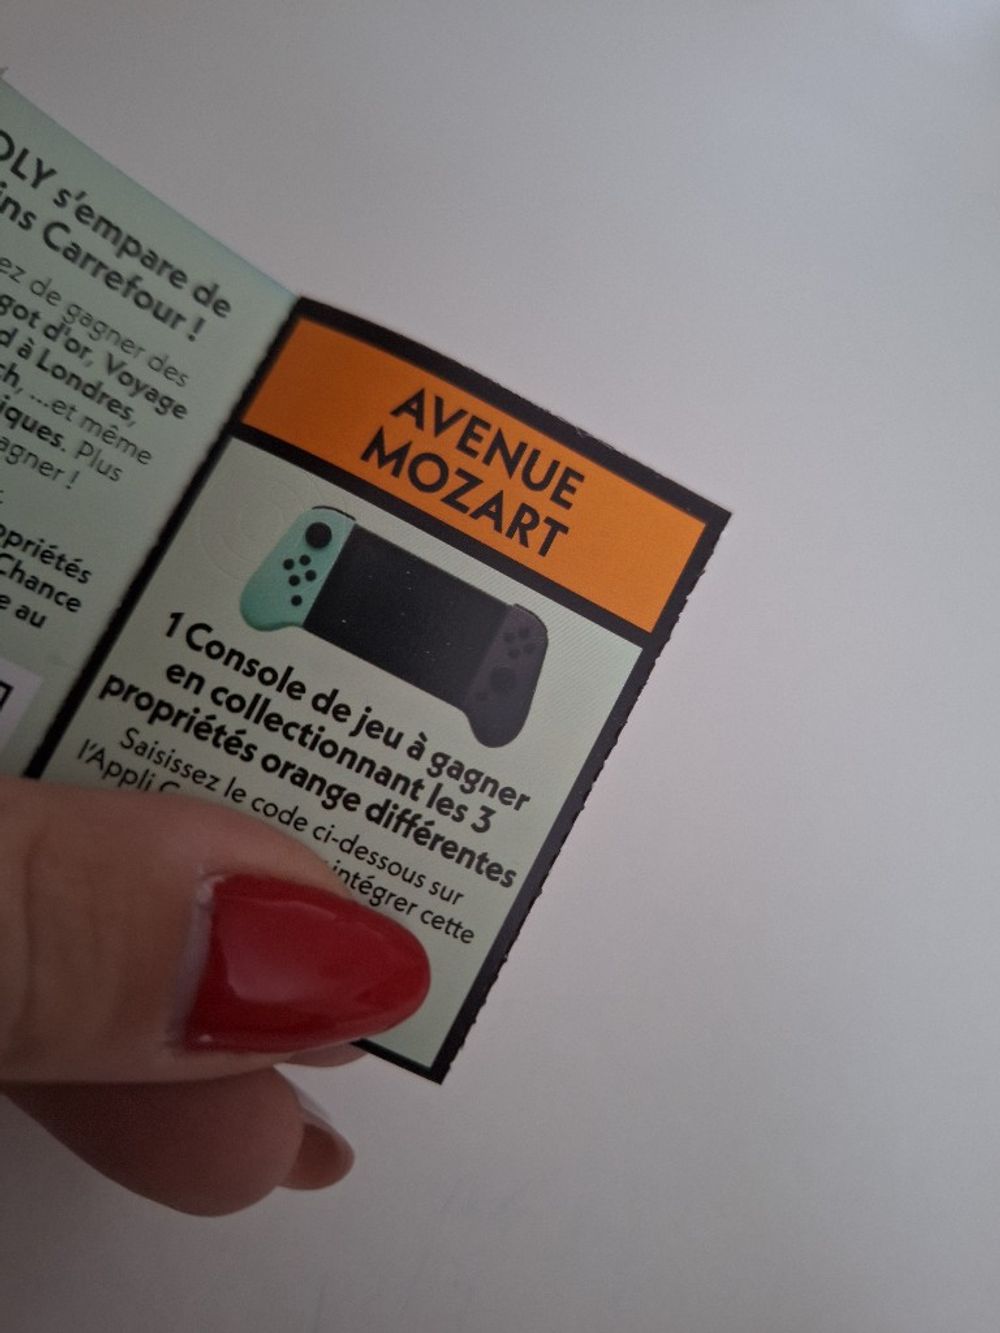 OLY s'empare de
ins Carrefour !
ez de gagner des
got d'or, Voyage
d à Londres,
ch, ...et même
iques. Plus
agner !
opriétés
Chance
e au
AVENUE
MOZART
1 Console de jeu à gagner
en collectionnant les 3
propriétés orange différentes
Saisissez le code ci-dessous sur
l'Appli C
intégrer cette